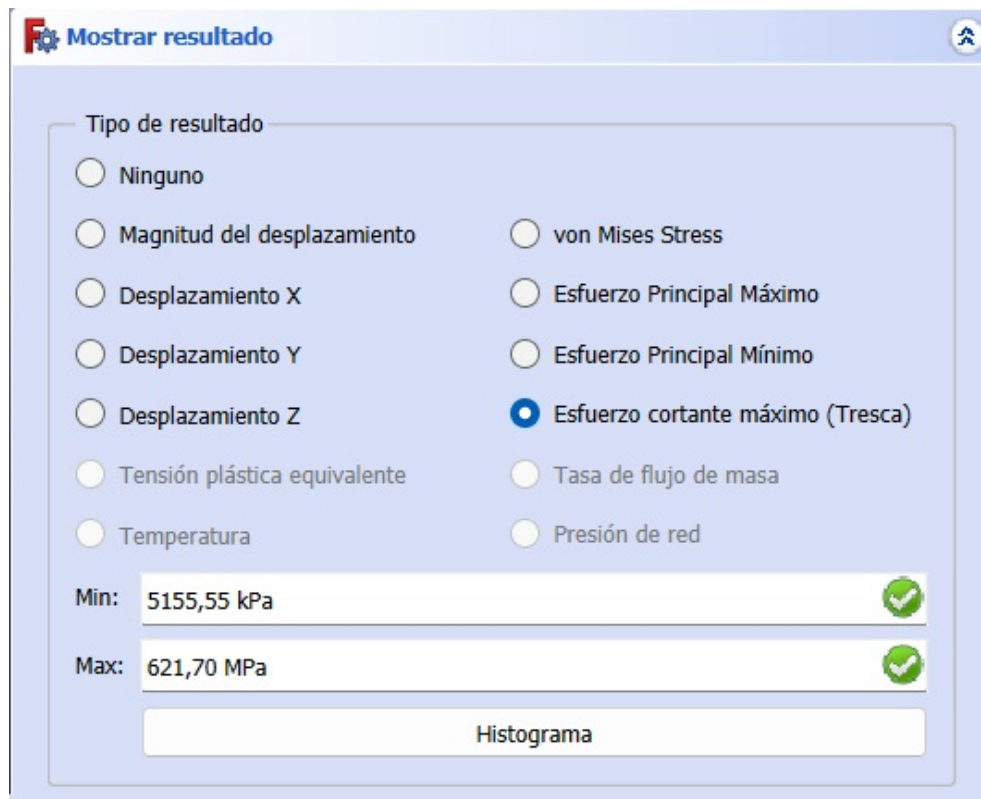 Mostrar resultado
Tipo de resultado
Ninguno
Magnitud del desplazamiento
von Mises Stress
Desplazamiento X
Esfuerzo Principal Máximo
Desplazamiento Y
Esfuerzo Principal Mínimo
Desplazamiento Z
Esfuerzo cortante máximo (Tresca)
Tensión plástica equivalente
Tasa de flujo de masa
Temperatura
Presión de red
Min: 5155,55 kPa
Max: 621,70 MPa
Histograma